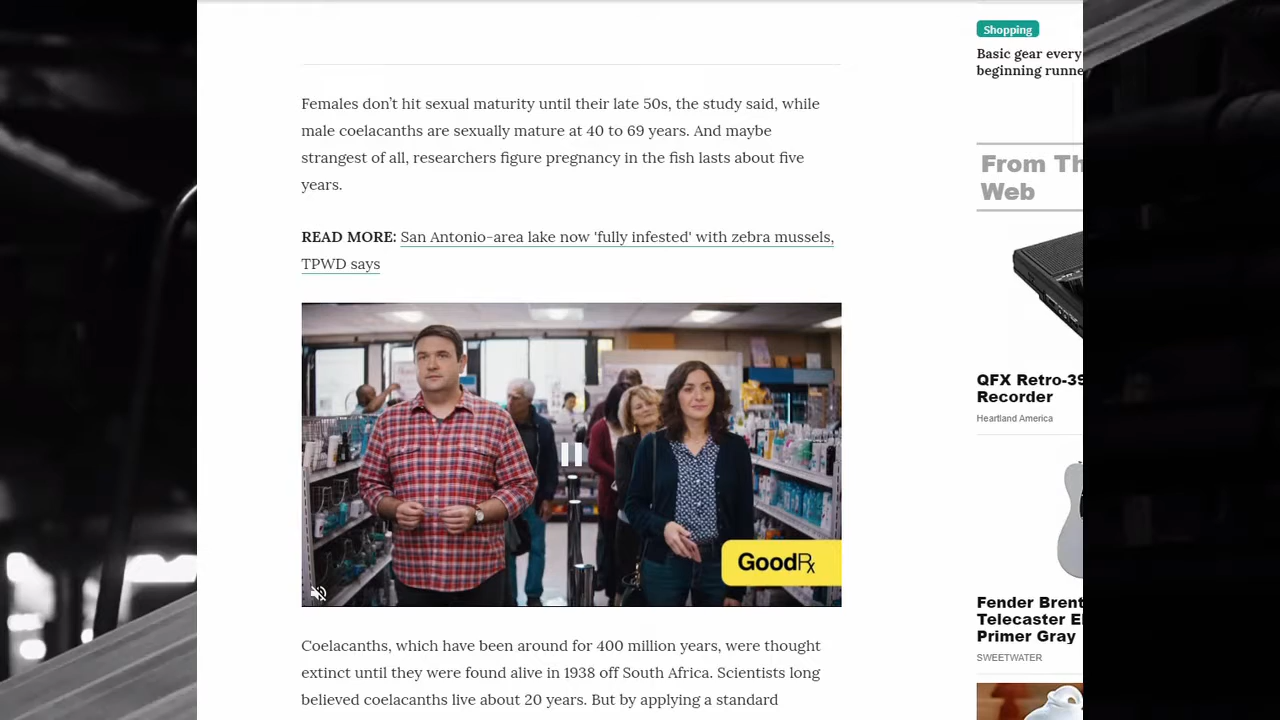 Females don't hit sexual maturity until their late 50s, the study said, while
male coelacanths are sexually mature at 40 to 69 years. And maybe
strangest of all, researchers figure pregnancy in the fish lasts about five
years.
READ MORE: San Antonio-area lake now 'fully infested' with zebra mussels,
TPWD says
GoodRx
Coelacanths, which have been around for 400 million years, were thought
extinct until they were found alive in 1938 off South Africa. Scientists long
believed coelacanths live about 20 years. But by applying a standard
Shopping
Basic gear every
beginning runne
From Th
Web
QFX Retro-39
Recorder
Heartland America
Fender Brent
Telecaster E
Primer Gray
SWEETWATER